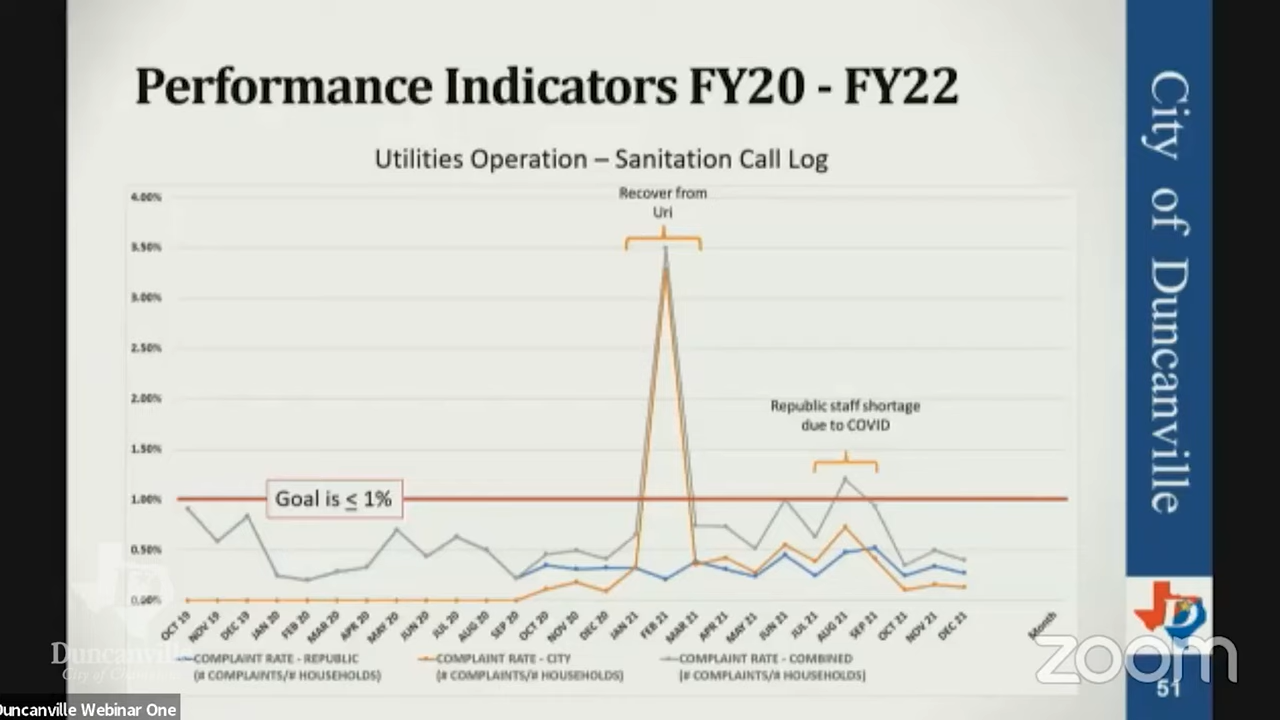 Performance Indicators FY20 - FY22
Utilities Operation – Sanitation Call Log
Recover from
Uri
4.00%
3.50%
3.00%
2.50%
2.00%
1.50%
1.00%
0.50%
0.00%
Republic staff shortage
due to COVID
Goal is ≤ 1%
OCT 19
NOV 19
DEC 19
JAN 20
FEB 20
MAR 20
APR 20
MAY 20
JUN 20
JUL 20
AUG 20
SEP 20
OCT 20
NOV 20
DEC 20
JAN 21
FEB 21
MAR 21
APR 21
MAY 21
JUN 21
JUL 21
AUG 21
SEP 21
OCT 21
NOV 21
DEC 21
Month
COMPLAINT RATE - REPUBLIC
(# COMPLAINTS/# HOUSEHOLDS)
COMPLAINT RATE - CITY
(# COMPLAINTS/# HOUSEHOLDS)
COMPLAINT RATE - COMBINED
(# COMPLAINTS/# HOUSEHOLDS)
City of Duncanville
D
51
zoom
Duncanville
City of
Duncanville Webinar One